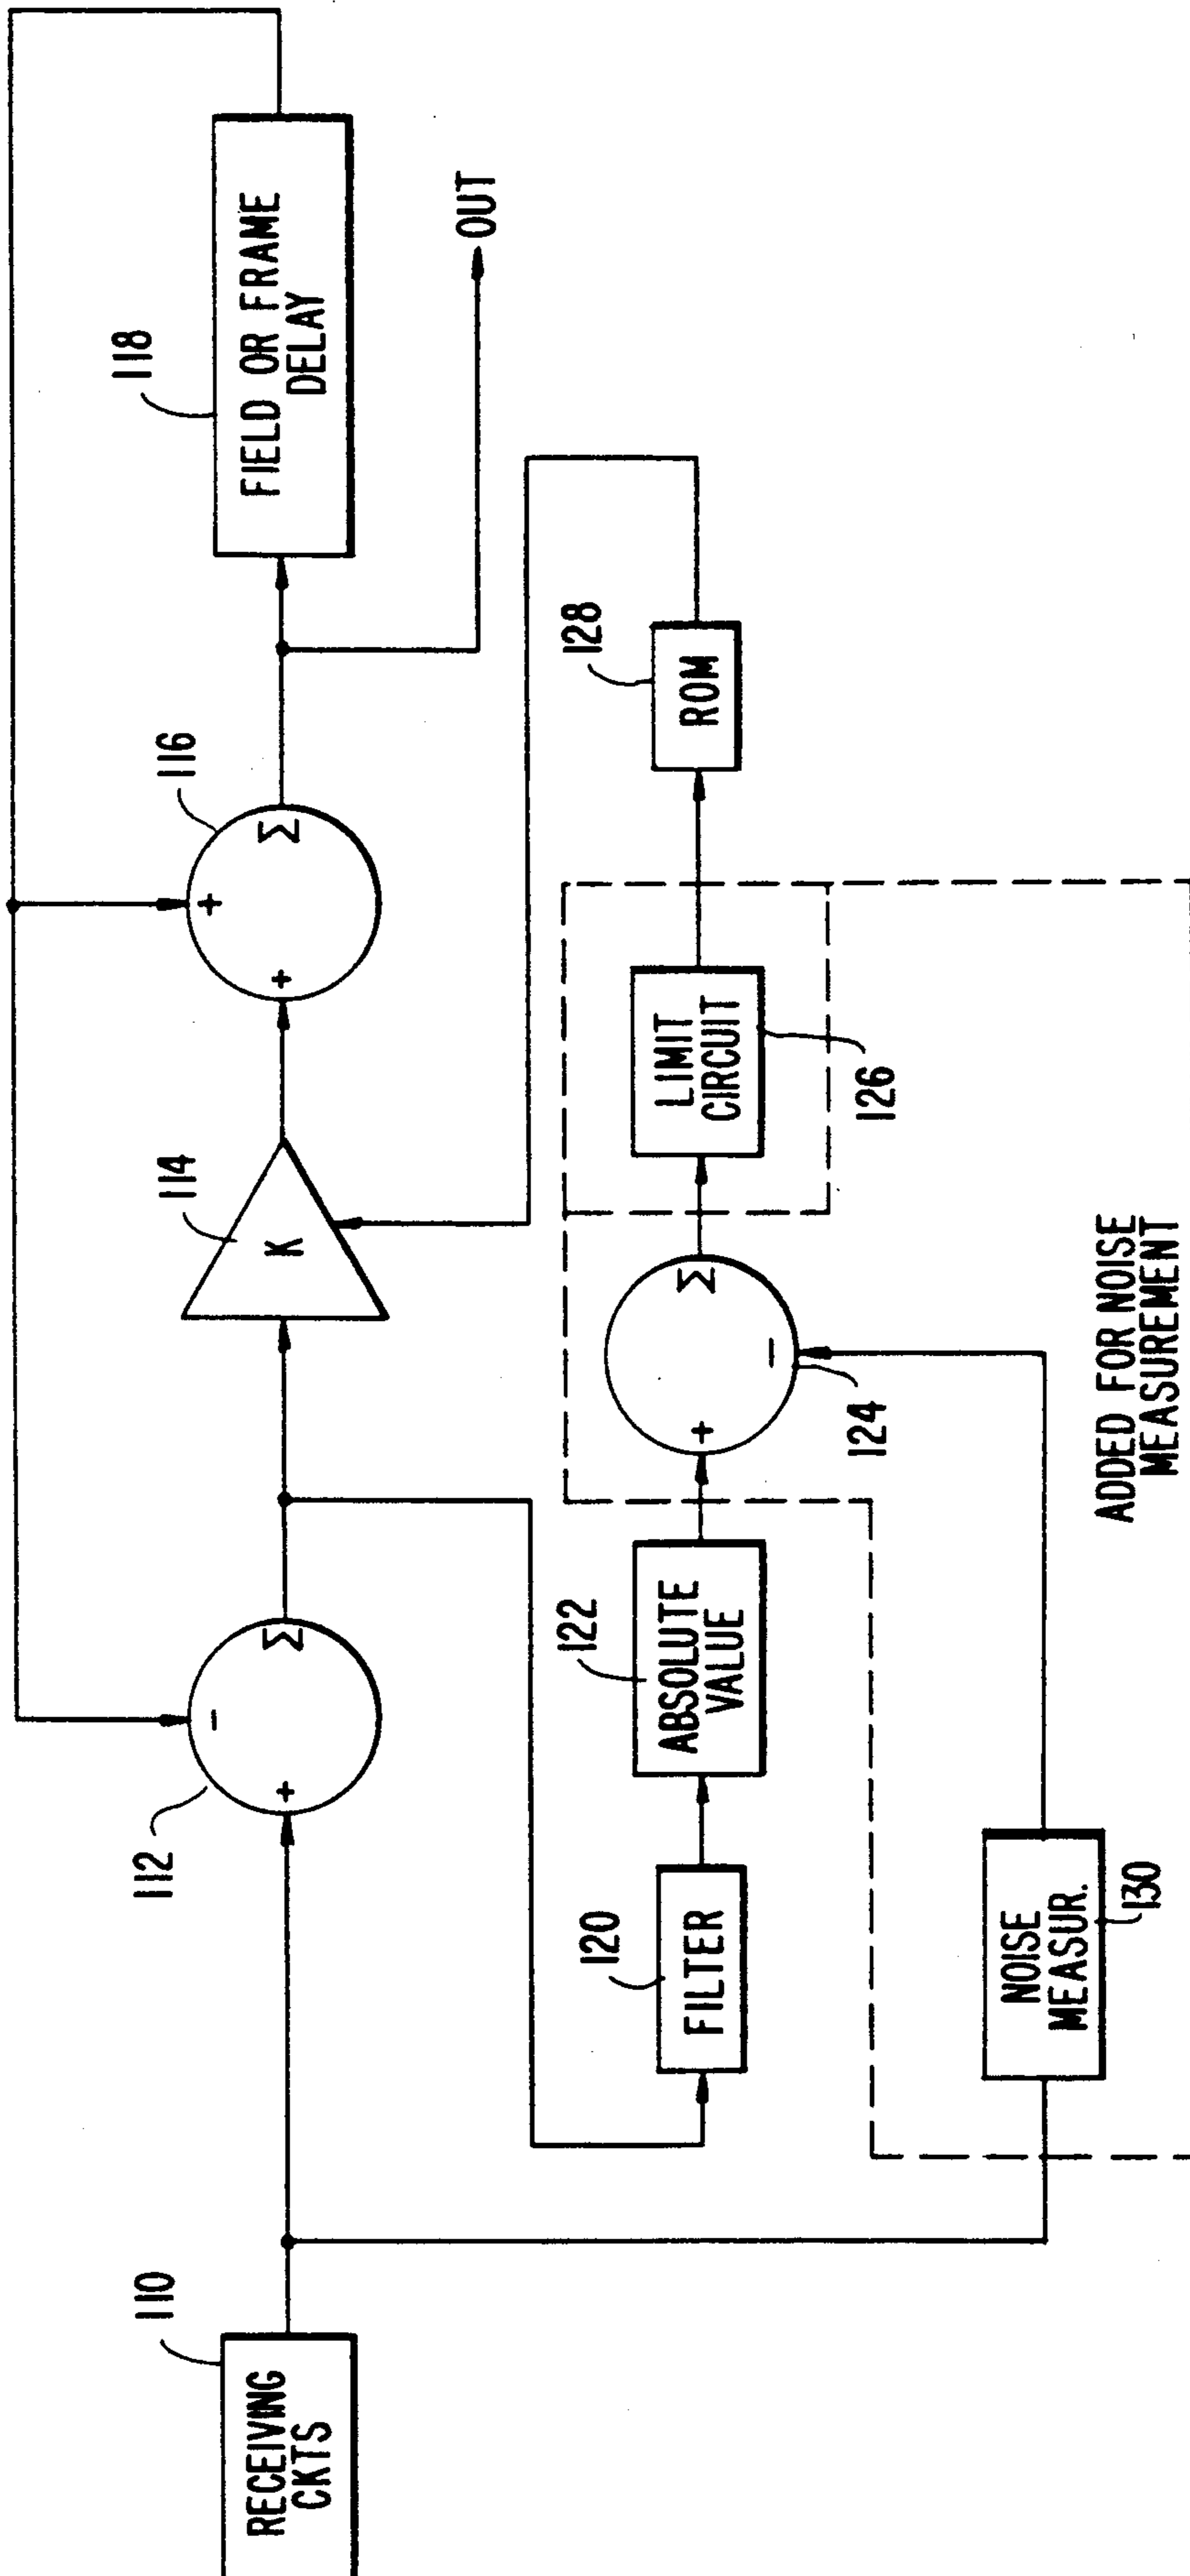 110
RECEIVING
CKTS
112
+
-
Σ
114
K
116
+
+
Σ
118
FIELD OR FRAME
DELAY
OUT
120
FILTER
122
ABSOLUTE
VALUE
+
-
Σ
124
LIMIT
CIRCUIT
126
128
ROM
NOISE
MEASUR.
130
ADDED FOR NOISE
MEASUREMENT